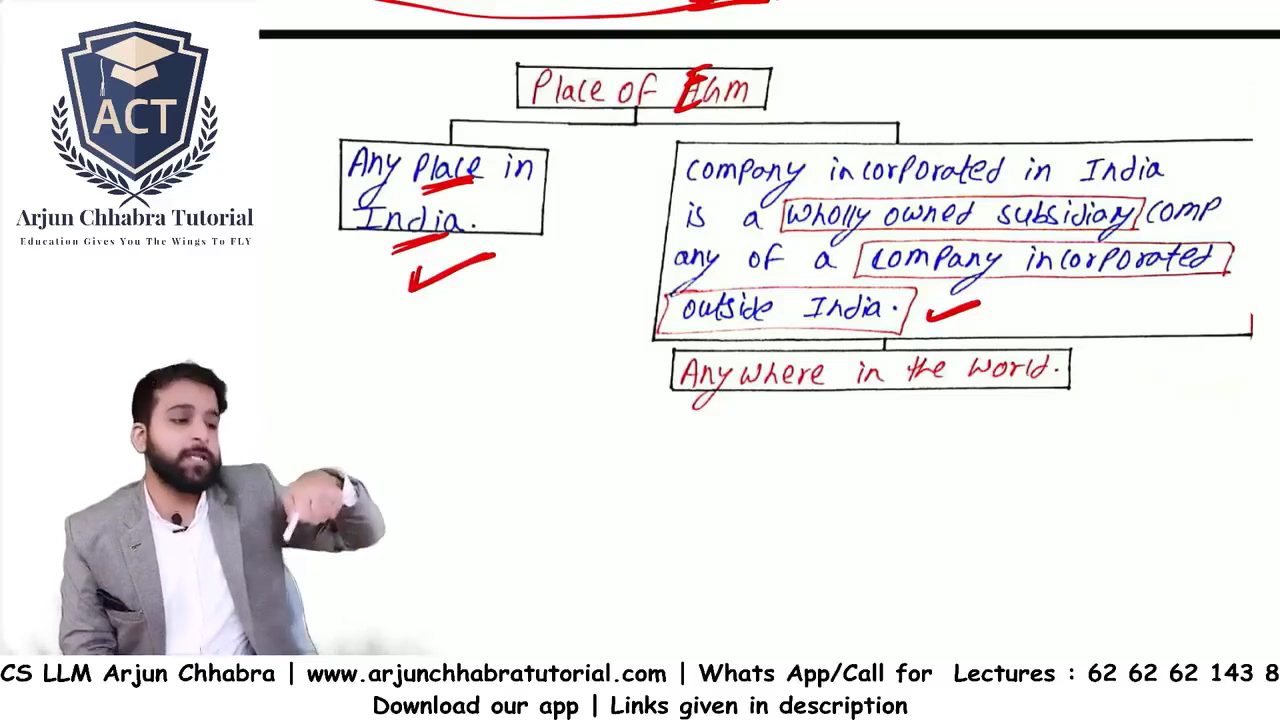 ACT
Arjun Chhabra Tutorial
Education Gives You The Wings To FLY
Place of EGM
Any Place in
India.
company incorporated in India
is a wholly owned subsidiary comp
any of a company incorporated
outside India.
Anywhere in the world.
CS LLM Arjun Chhabra | www.arjunchhabratutorial.com | Whats App/Call for Lectures : 62 62 62 143 8
Download our app | Links given in description